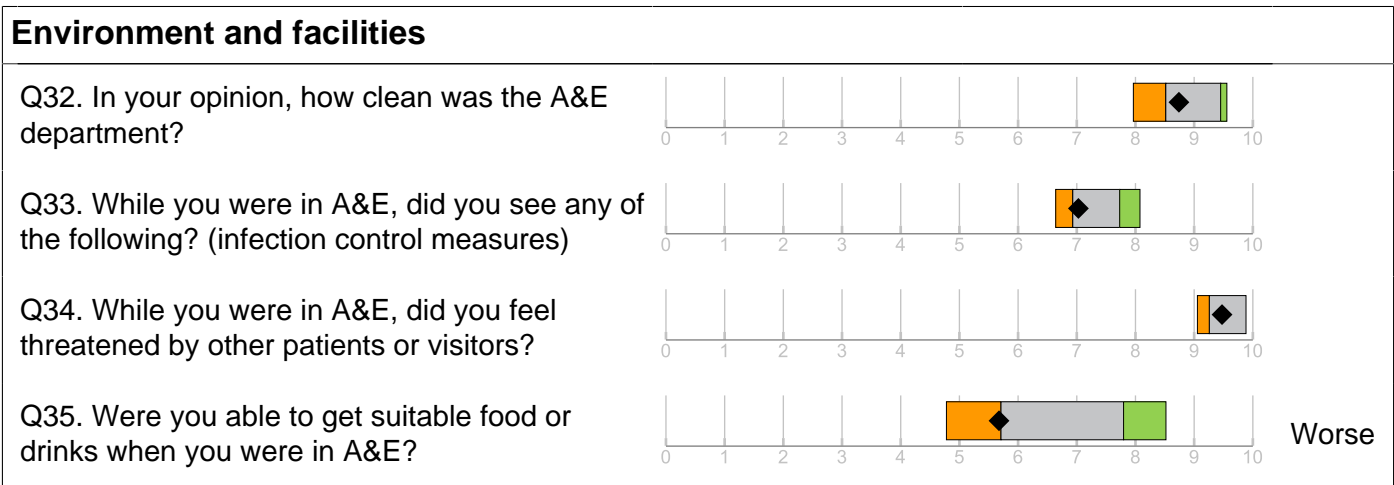 Environment and facilities
Q32. In your opinion, how clean was the A&E
department?
0 1 2 3 4 5 6 7 8 9 10
Q33. While you were in A&E, did you see any of
the following? (infection control measures)
0 1 2 3 4 5 6 7 8 9 10
Q34. While you were in A&E, did you feel
threatened by other patients or visitors?
0 1 2 3 4 5 6 7 8 9 10
Q35. Were you able to get suitable food or
drinks when you were in A&E?
0 1 2 3 4 5 6 7 8 9 10
Worse